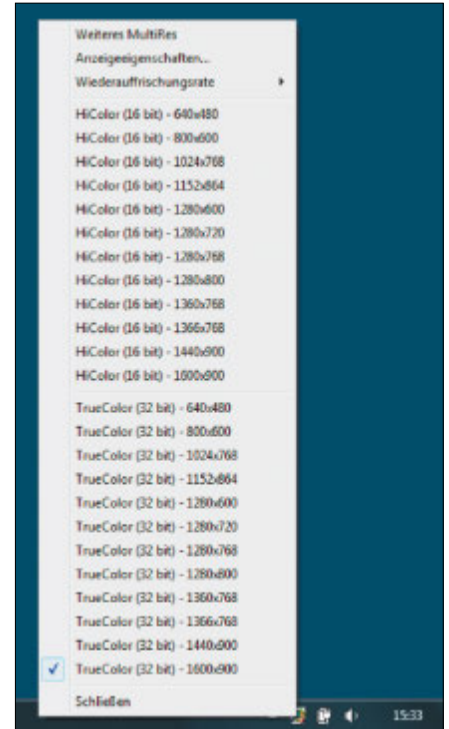 Weiteres MultiRes
Anzeigeeigenschaften...
Wiederauffrischungsrate
HiColor (16 bit) - 640x480
HiColor (16 bit) - 800x600
HiColor (16 bit) - 1024x768
HiColor (16 bit) - 1152x864
HiColor (16 bit) - 1280x600
HiColor (16 bit) - 1280x720
HiColor (16 bit) - 1280x768
HiColor (16 bit) - 1280x800
HiColor (16 bit) - 1360x768
HiColor (16 bit) - 1366x768
HiColor (16 bit) - 1440x900
HiColor (16 bit) - 1600x900
TrueColor (32 bit) - 640x480
TrueColor (32 bit) - 800x600
TrueColor (32 bit) - 1024x768
TrueColor (32 bit) - 1152x864
TrueColor (32 bit) - 1280x600
TrueColor (32 bit) - 1280x720
TrueColor (32 bit) - 1280x768
TrueColor (32 bit) - 1280x800
TrueColor (32 bit) - 1360x768
TrueColor (32 bit) - 1366x768
TrueColor (32 bit) - 1440x900
TrueColor (32 bit) - 1600x900
Schließen
15:33